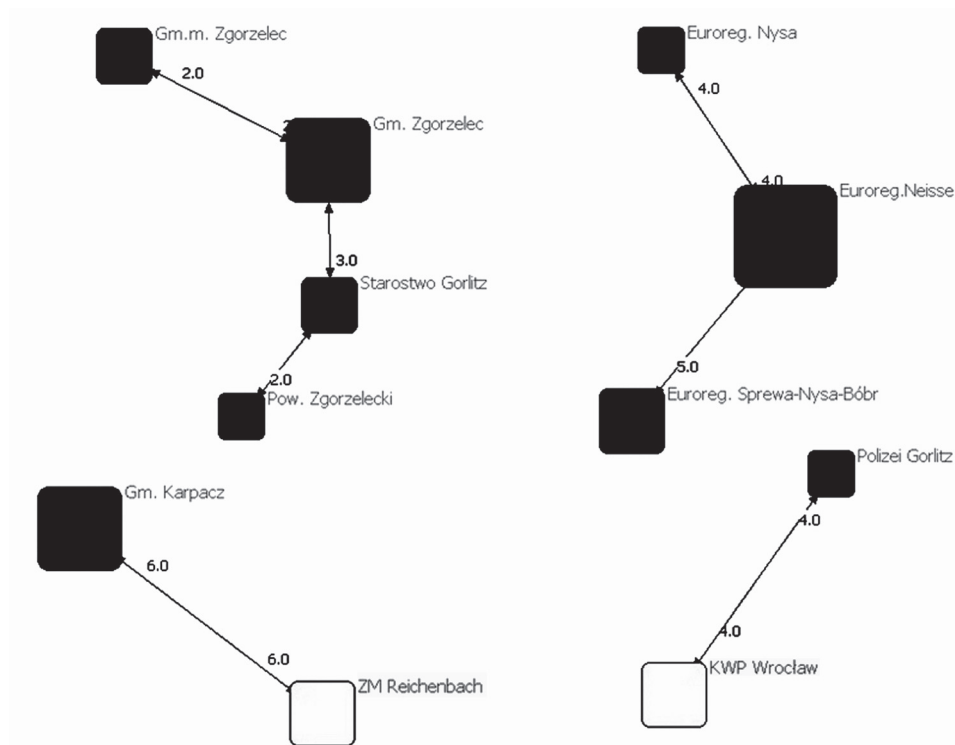 Gm.m. Zgorzelec
2.0
2
Gm. Zgorzelec
3.0
Starostwo Gorlitz
2.0
Pow. Zgorzelecki
Gm. Karpacz
6.0
6.0
ZM Reichenbach
Euroreg. Nysa
4.0
4.0
Euroreg.Neisse
5.0
Euroreg. Sprewa-Nysa-Bóbr
Polizei Gorlitz
4.0
4.0
KWP Wrocław